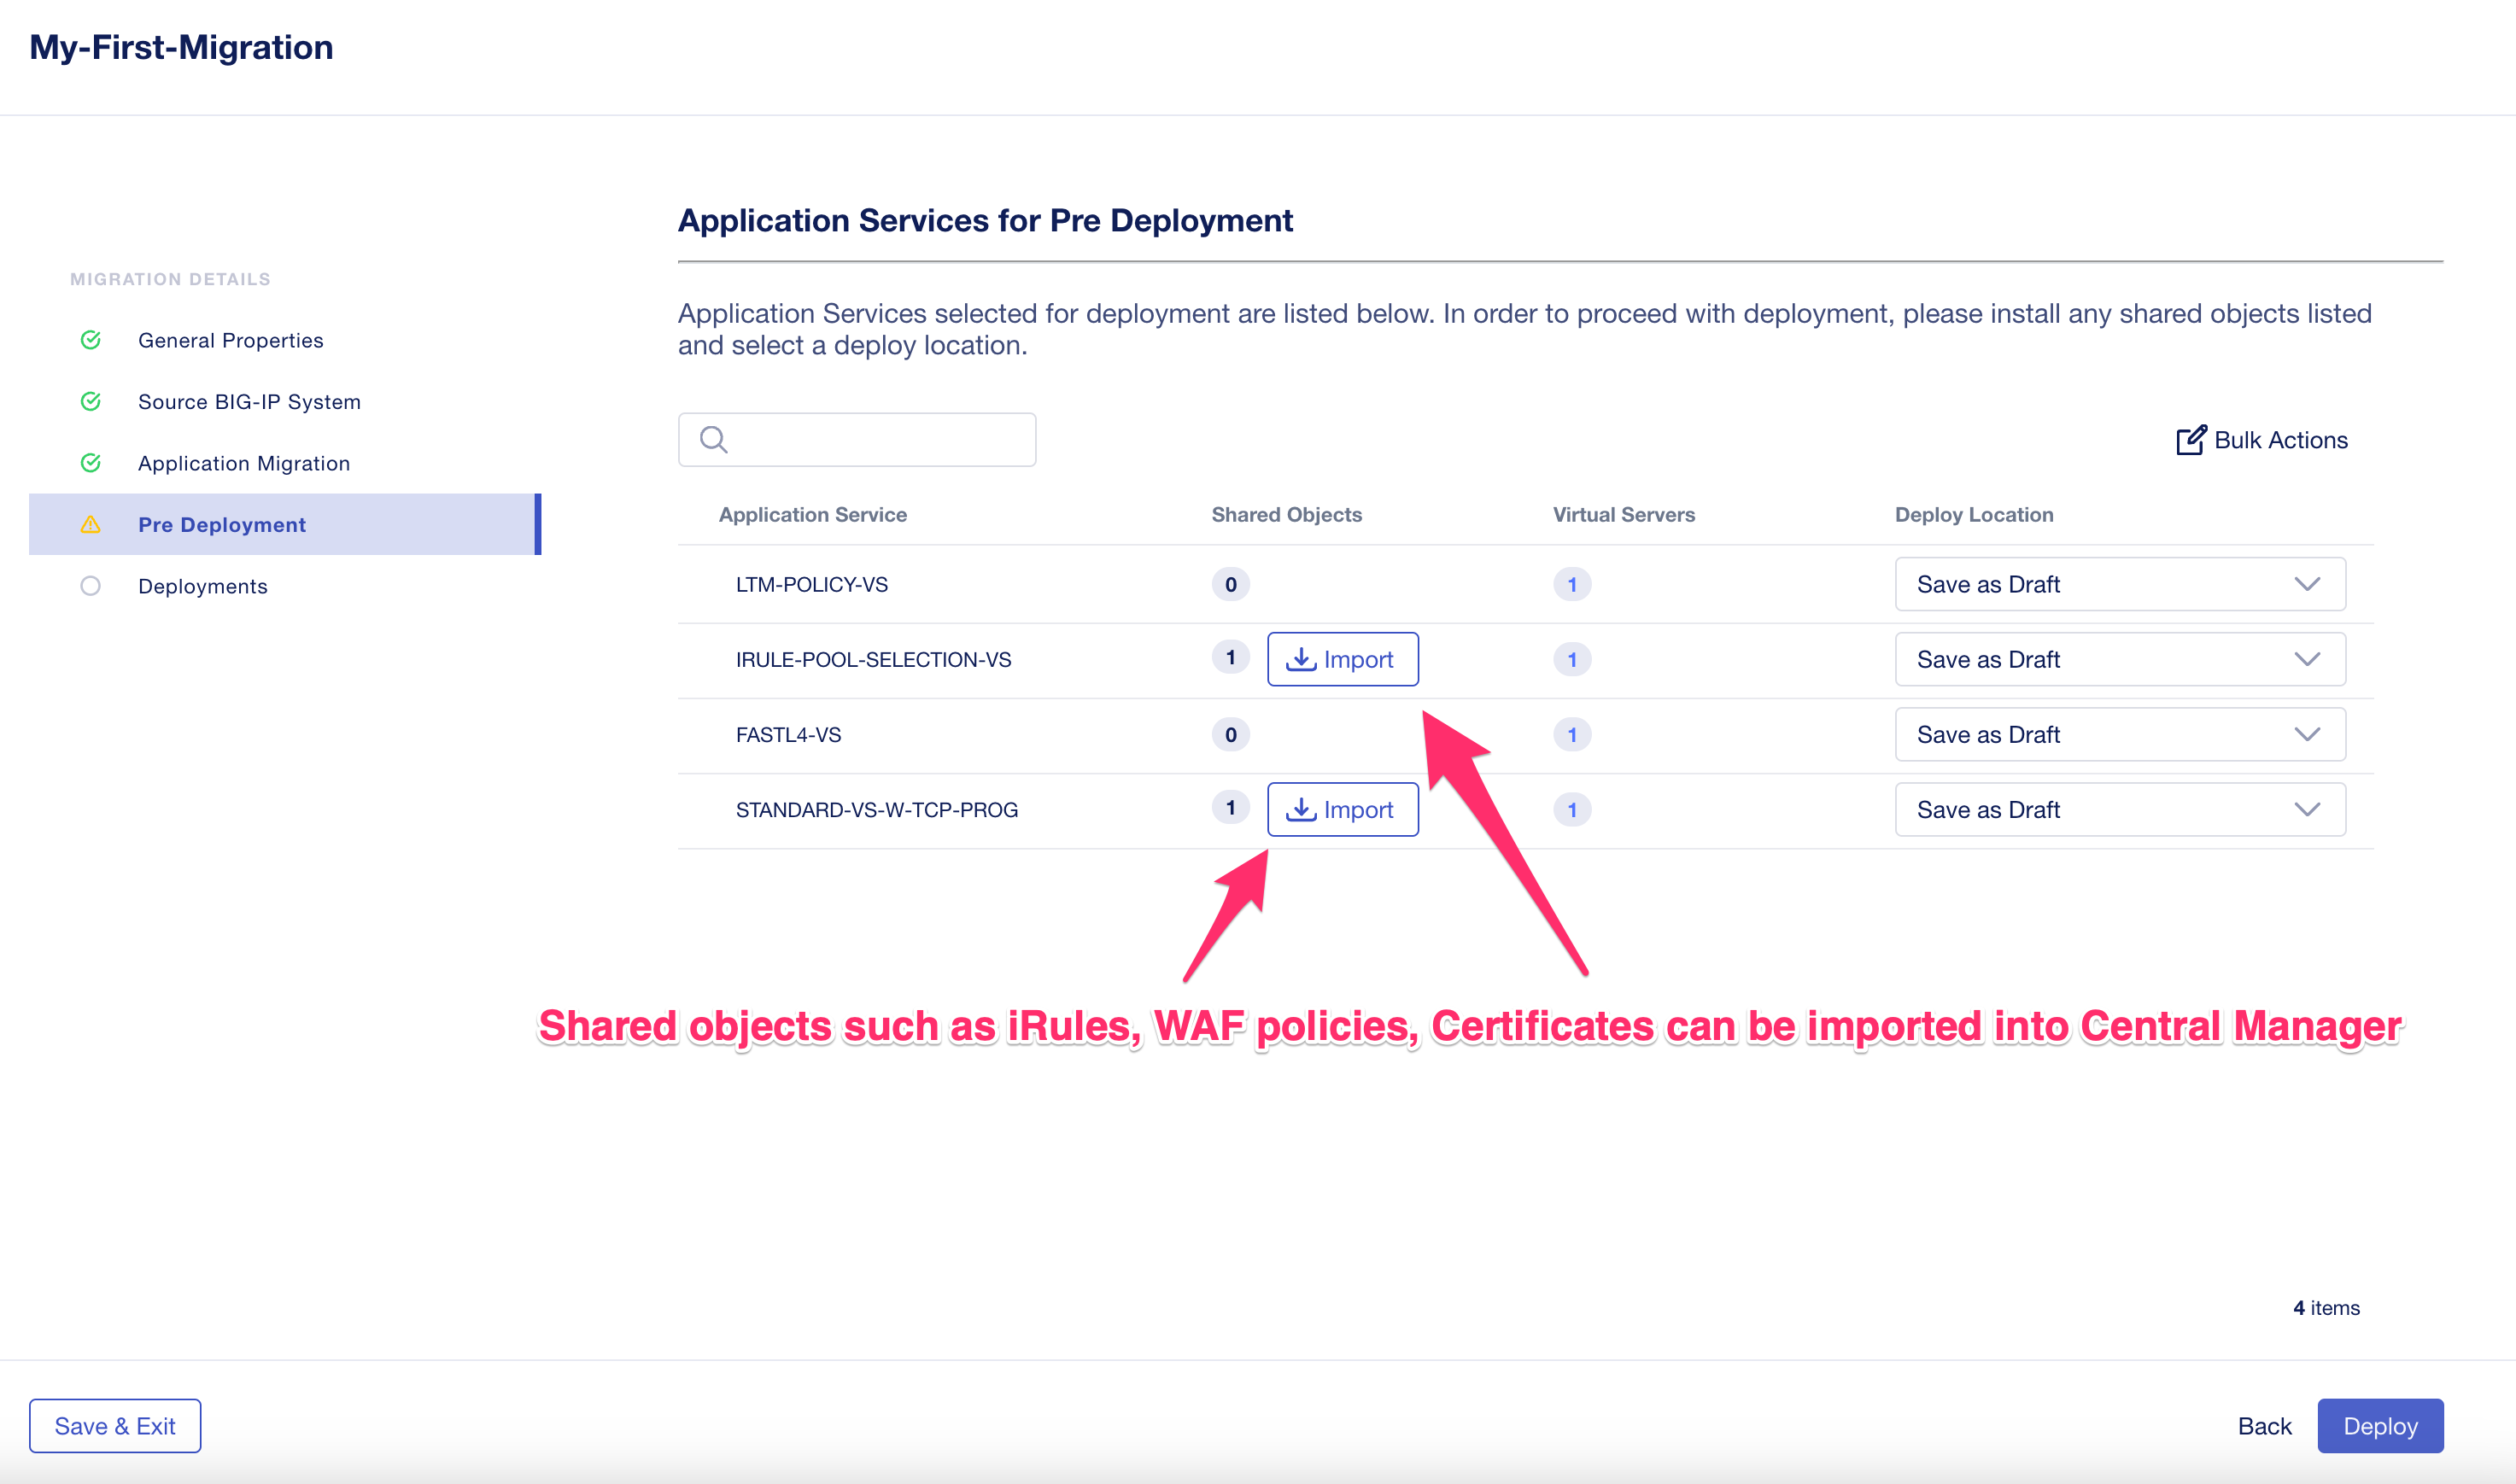 My-First-Migration
MIGRATION DETAILS
General Properties
Source BIG-IP System
Application Migration
Pre Deployment
Deployments
Application Services for Pre Deployment
Application Services selected for deployment are listed below. In order to proceed with deployment, please install any shared objects listed
and select a deploy location.
Bulk Actions
Application Service Shared Objects Virtual Servers Deploy Location
LTM-POLICY-VS 0 1 Save as Draft
IRULE-POOL-SELECTION-VS 1 Import 1 Save as Draft
FASTL4-VS 0 1 Save as Draft
STANDARD-VS-W-TCP-PROG 1 Import 1 Save as Draft
Shared objects such as iRules, WAF policies, Certificates can be imported into Central Manager
4 items
Save & Exit Back Deploy